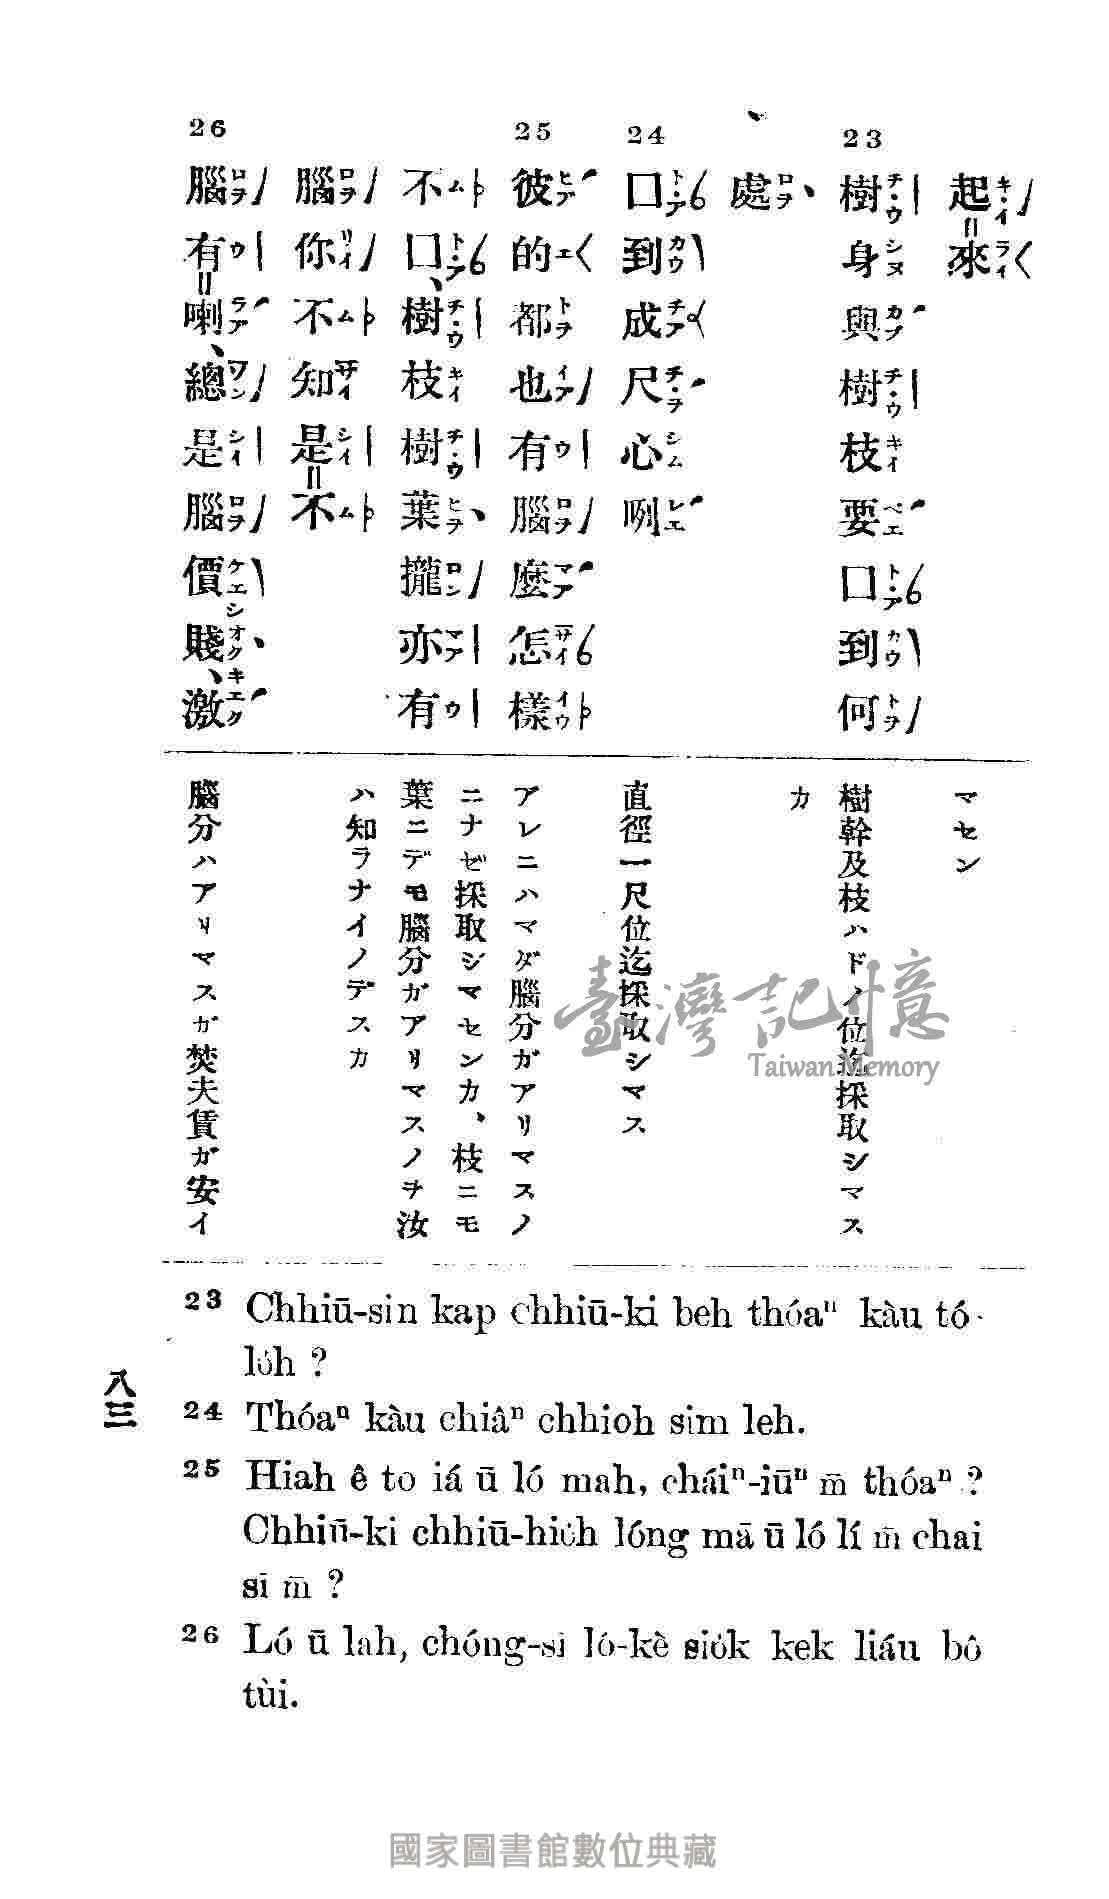 起=來
23
樹身與樹枝要口到何
處、
24
口到成尺心咧
25
彼的都也有腦麼怎樣
不口、樹枝樹葉攏亦有
腦你不知是=不
26
腦有=喇、總是腦價賤、激
マセン
樹幹及枝ハドノ位迄採取シマス
カ
直徑一尺位迄採取シマス
アレニハマダ腦分ガアリマスノ
ニナゼ採取シマセンカ、枝ニモ
葉ニデモ腦分ガアリマスノヲ汝
ハ知ラナイノデスカ
腦分ハアリマスガ焚夫賃ガ安イ
23 Chhiū-sin kap chhiū-ki beh thóaⁿ kàu tó-
lo̍h ?
24 Thóaⁿ kàu chiâⁿ chhioh sim leh.
25 Hiah ê to iá ū ló mah, cháiⁿ-iūⁿ m̄ thóaⁿ ?
Chhiū-ki chhiū-hio̍h lóng mā ū ló lí m̄ chai
sī m̄ ?
26 Ló ū lah, chóng-sī ló-kè sio̍k kek liáu bô
tùi.
八三
臺灣記憶
Taiwan Memory
國家圖書館數位典藏